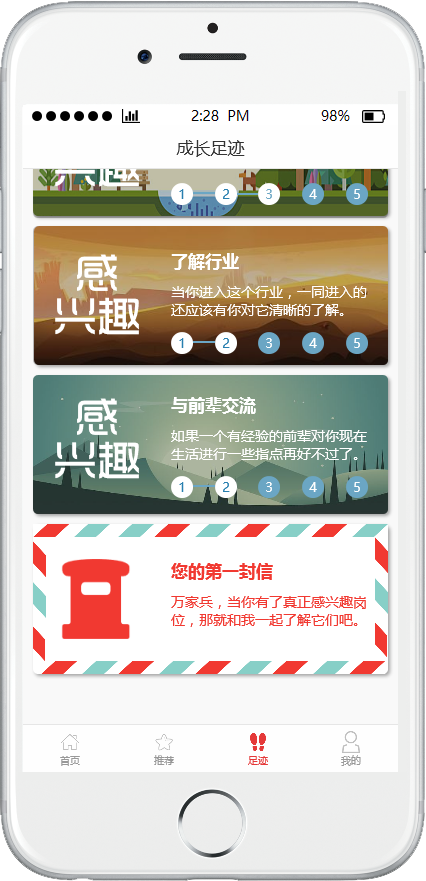 2:28 PM
98%
成长足迹
兴趣
1 2 3 4 5
感
兴趣
了解行业
当你进入这个行业，一同进入的
还应该有你对它清晰的了解。
1 2 3 4 5
感
兴趣
与前辈交流
如果一个有经验的前辈对你现在
生活进行一些指点再好不过了。
1 2 3 4 5
您的第一封信
万家兵，当你有了真正感兴趣岗
位，那就和我一起了解它们吧。
首页 推荐 足迹 我的